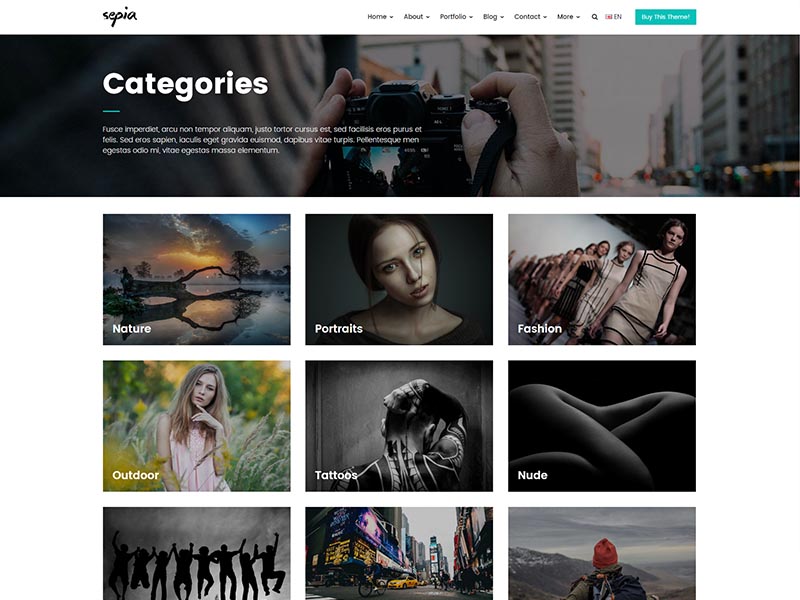 sepia
Home About Portfolio Blog Contact More EN Buy This Theme!
Categories
Fusce imperdiet, arcu non tempor aliquam, justo tortor cursus est, sed facilisis eros purus et
felis. Sed eros sapien, iaculis eget gravida euismod, dapibus vitae turpis. Pellentesque men
egestas odio mi, vitae egestas massa elementum.
Nature
Portraits
Fashion
Outdoor
Tattoos
Nude